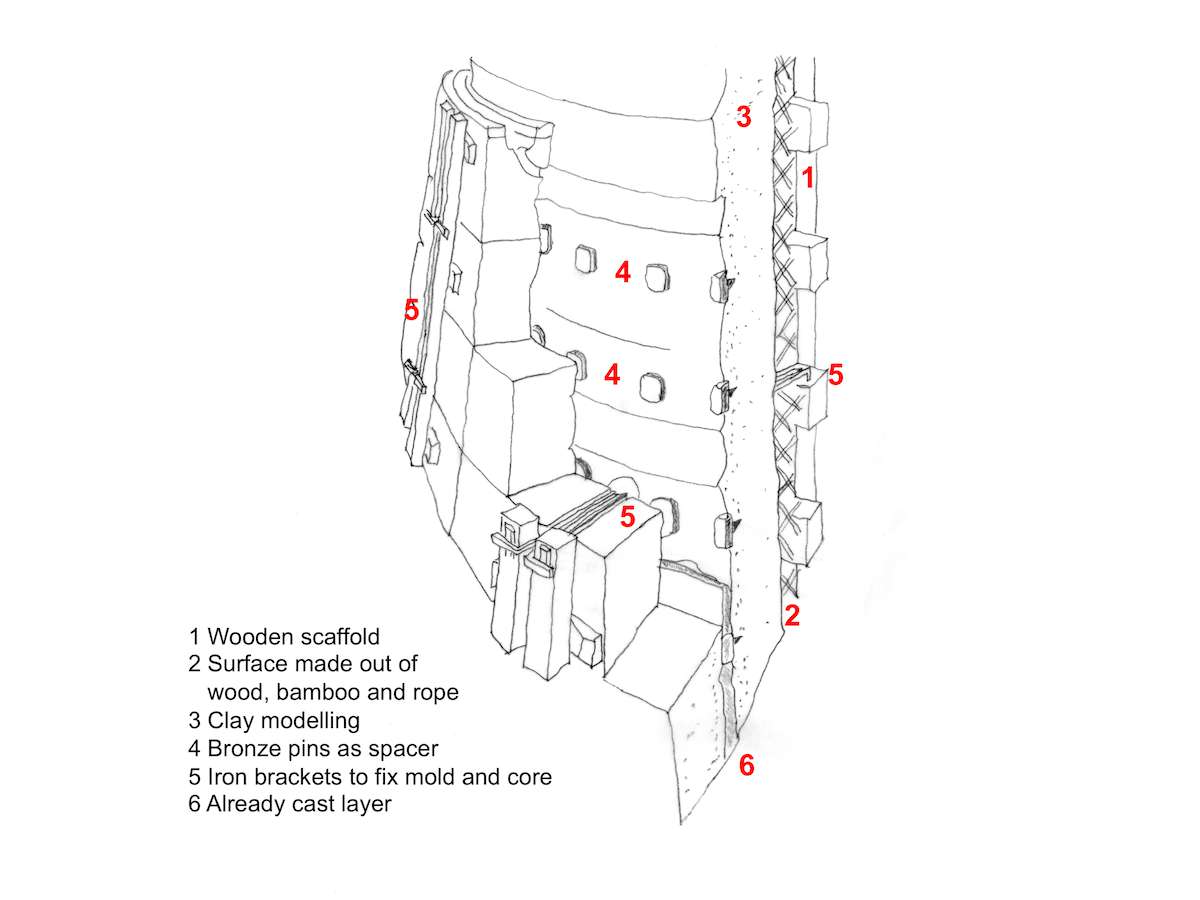 3
1
4
5
4
5
5
2
6
1 Wooden scaffold
2 Surface made out of
wood, bamboo and rope
3 Clay modelling
4 Bronze pins as spacer
5 Iron brackets to fix mold and core
6 Already cast layer